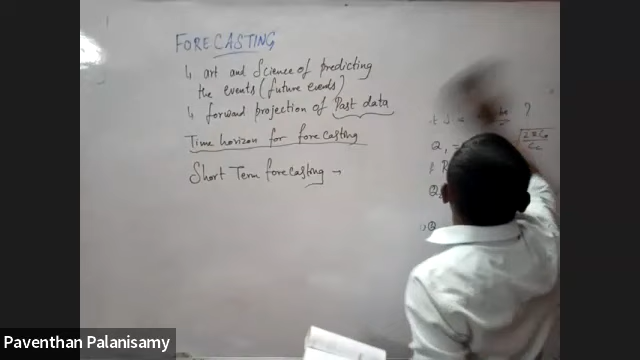 FORECASTING
↳ art and Science of predicting
the events (future events)
↳ forward projection of Past data
Time horizon for forecasting
Short Term forecasting →
?
Q₁ =
Paventhan Palanisamy